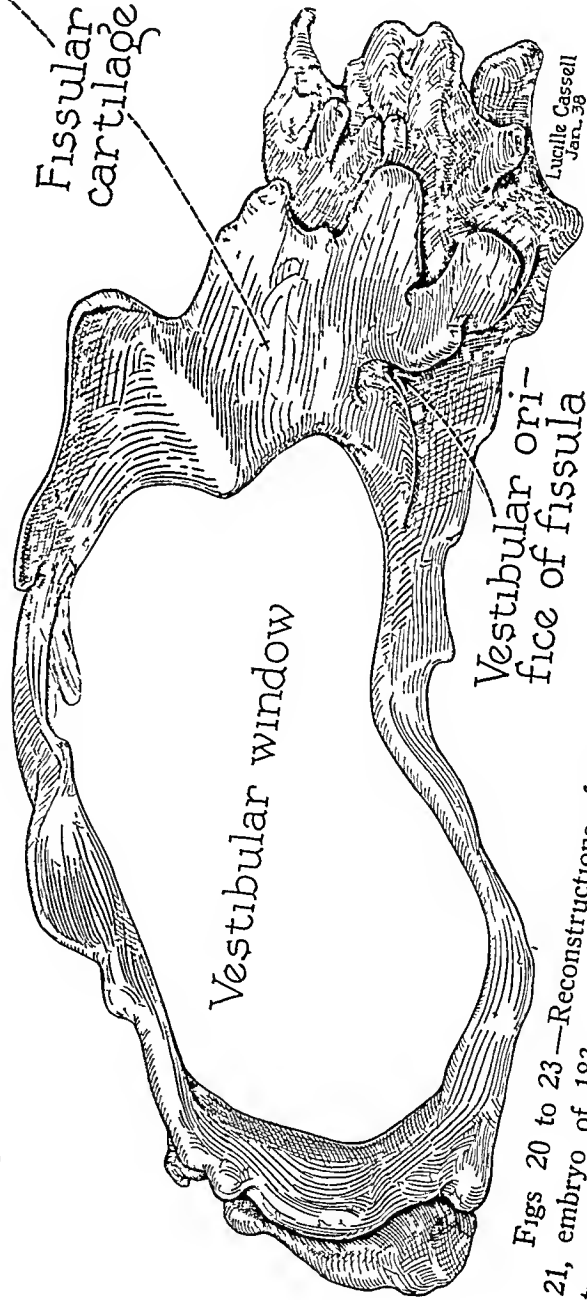 Fissular
cartilage
Lucille Cassell
Jan. 38
Vestibular window
Vestibular ori-
fice of fissula
Figs 20 to 23—Reconstructions
21, embryo of 183